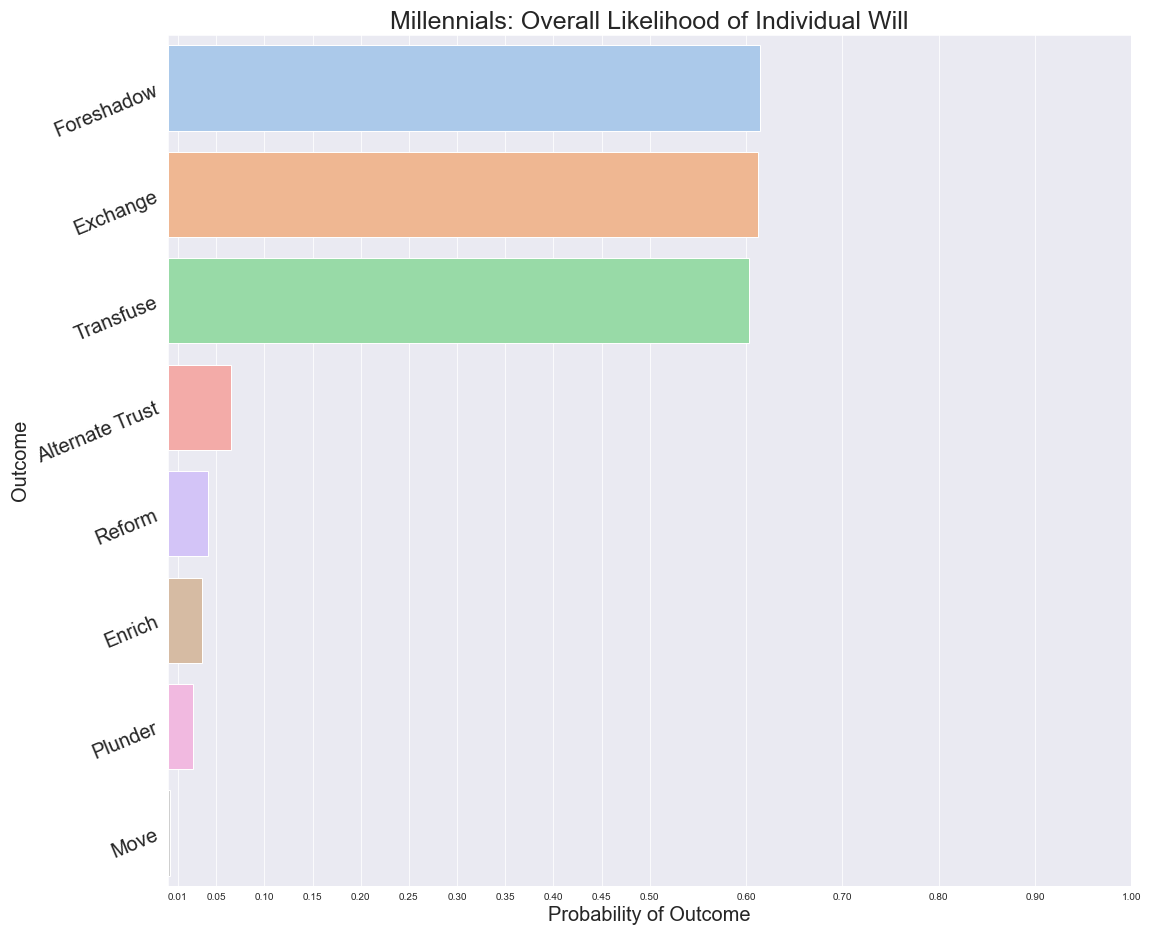 Millennials: Overall Likelihood of Individual Will
Outcome
Foreshadow
Exchange
Transfuse
Alternate Trust
Reform
Enrich
Plunder
Move
0.01 0.05 0.10 0.15 0.20 0.25 0.30 0.35 0.40 0.45 0.50 0.60 0.70 0.80 0.90 1.00
Probability of Outcome